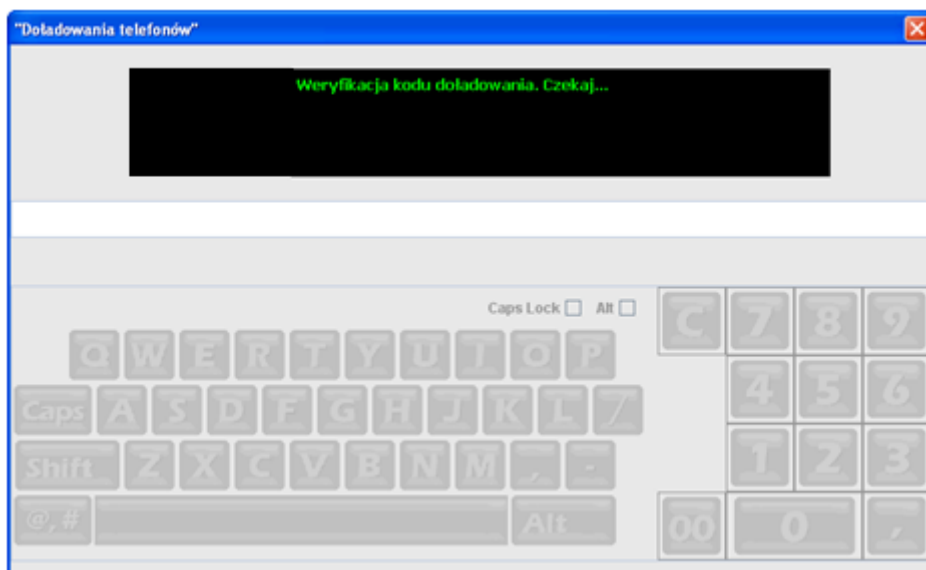 "Doładowania telefonów"
Weryfikacja kodu doładowania. Czekaj...
Caps Lock Alt
C 7 8 9
Q W E R T Y U I O P
4 5 6
Caps A S D F G H J K L /
1 2 3
Shift Z X C V B N M , -
@, # Alt
00 0 ,